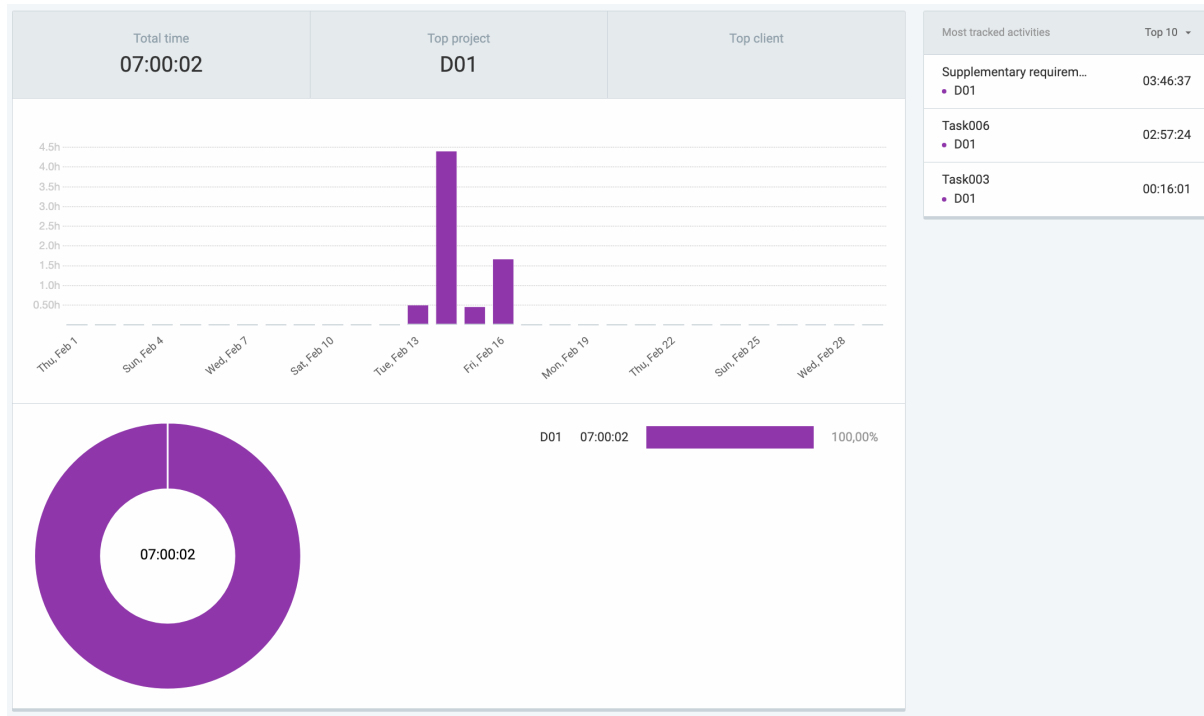 Total time
07:00:02
Top project
D01
Top client
4.5h
4.0h
3.5h
3.0h
2.5h
2.0h
1.5h
1.0h
0.50h
Thu, Feb 1
Sun, Feb 4
Wed, Feb 7
Sat, Feb 10
Tue, Feb 13
Fri, Feb 16
Mon, Feb 19
Thu, Feb 22
Sun, Feb 25
Wed, Feb 28
07:00:02
D01 07:00:02 100,00%
Most tracked activities Top 10
Supplementary requirem...
D01
03:46:37
Task006
D01
02:57:24
Task003
D01
00:16:01